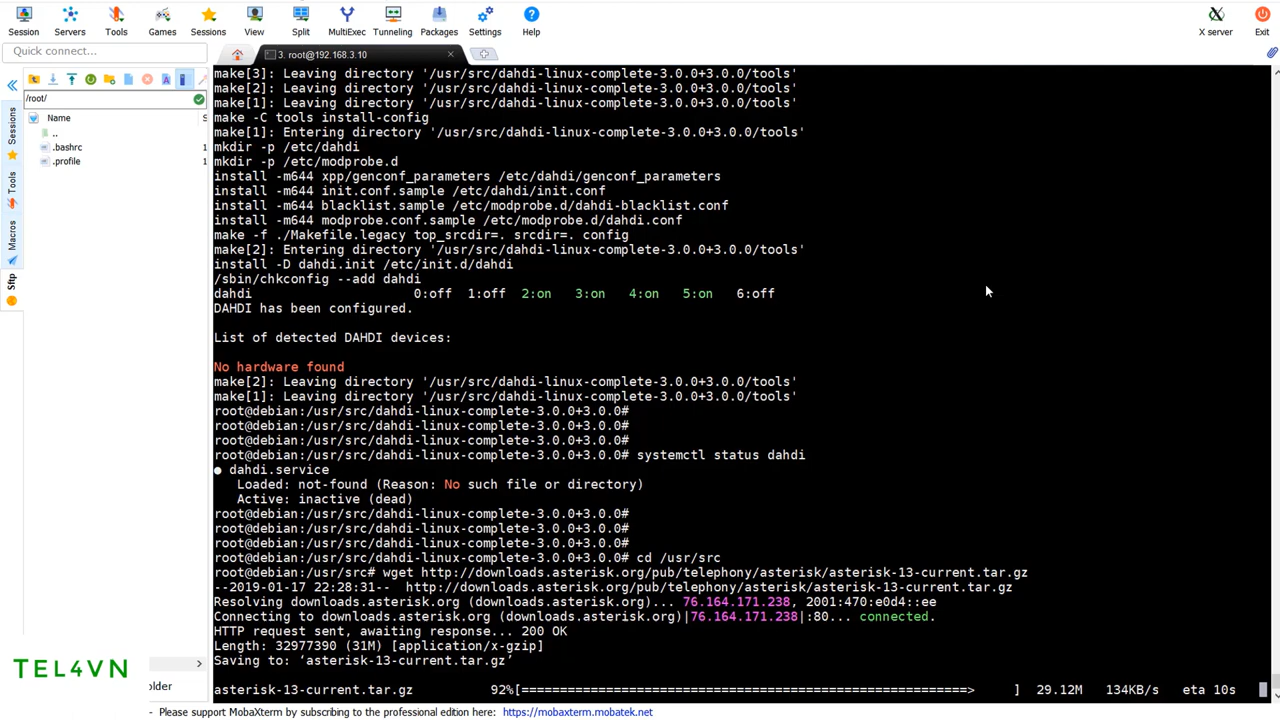 Session
Servers
Tools
Games
Sessions
View
Split
MultiExec
Tunneling
Packages
Settings
Help
X server
Exit
Quick connect...
3. root@192.168.3.10
/root/
Name
S
..
.bashrc
1
.profile
1
Sessions
Tools
Macros
Sftp
make[3]: Leaving directory '/usr/src/dahdi-linux-complete-3.0.0+3.0.0/tools'
make[2]: Leaving directory '/usr/src/dahdi-linux-complete-3.0.0+3.0.0/tools'
make[1]: Leaving directory '/usr/src/dahdi-linux-complete-3.0.0+3.0.0/tools'
make -C tools install-config
make[1]: Entering directory '/usr/src/dahdi-linux-complete-3.0.0+3.0.0/tools'
mkdir -p /etc/dahdi
mkdir -p /etc/modprobe.d
install -m644 xpp/genconf_parameters /etc/dahdi/genconf_parameters
install -m644 init.conf.sample /etc/dahdi/init.conf
install -m644 blacklist.sample /etc/modprobe.d/dahdi-blacklist.conf
install -m644 modprobe.conf.sample /etc/modprobe.d/dahdi.conf
make -f ./Makefile.legacy top_srcdir=. srcdir=. config
make[2]: Entering directory '/usr/src/dahdi-linux-complete-3.0.0+3.0.0/tools'
install -D dahdi.init /etc/init.d/dahdi
/sbin/chkconfig --add dahdi
dahdi 0:off 1:off 2:on 3:on 4:on 5:on 6:off
DAHDI has been configured.
List of detected DAHDI devices:
No hardware found
make[2]: Leaving directory '/usr/src/dahdi-linux-complete-3.0.0+3.0.0/tools'
make[1]: Leaving directory '/usr/src/dahdi-linux-complete-3.0.0+3.0.0/tools'
root@debian:/usr/src/dahdi-linux-complete-3.0.0+3.0.0#
root@debian:/usr/src/dahdi-linux-complete-3.0.0+3.0.0#
root@debian:/usr/src/dahdi-linux-complete-3.0.0+3.0.0#
root@debian:/usr/src/dahdi-linux-complete-3.0.0+3.0.0# systemctl status dahdi
● dahdi.service
Loaded: not-found (Reason: No such file or directory)
Active: inactive (dead)
root@debian:/usr/src/dahdi-linux-complete-3.0.0+3.0.0#
root@debian:/usr/src/dahdi-linux-complete-3.0.0+3.0.0#
root@debian:/usr/src/dahdi-linux-complete-3.0.0+3.0.0#
root@debian:/usr/src/dahdi-linux-complete-3.0.0+3.0.0# cd /usr/src
root@debian:/usr/src# wget http://downloads.asterisk.org/pub/telephony/asterisk/asterisk-13-current.tar.gz
--2019-01-17 22:28:31-- http://downloads.asterisk.org/pub/telephony/asterisk/asterisk-13-current.tar.gz
Resolving downloads.asterisk.org (downloads.asterisk.org)... 76.164.171.238, 2001:470:e0d4::ee
Connecting to downloads.asterisk.org (downloads.asterisk.org)|76.164.171.238|:80... connected.
HTTP request sent, awaiting response... 200 OK
Length: 32977390 (31M) [application/x-gzip]
Saving to: ‘asterisk-13-current.tar.gz’
asterisk-13-current.tar.gz 92%[==========================================================> ] 29.12M 134KB/s eta 10s
TEL4VN
older
- Please support MobaXterm by subscribing to the professional edition here: https://mobaxterm.mobatek.net